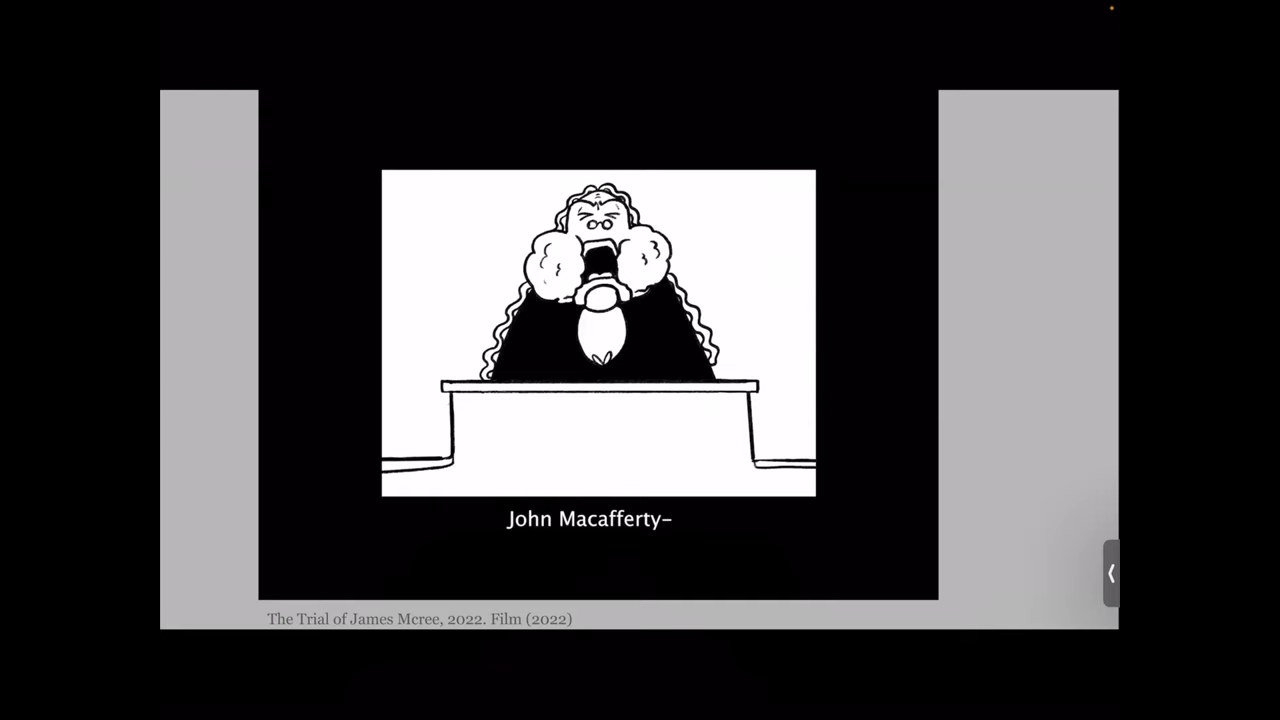 John Macafferty–
The Trial of James Mcree, 2022. Film (2022)